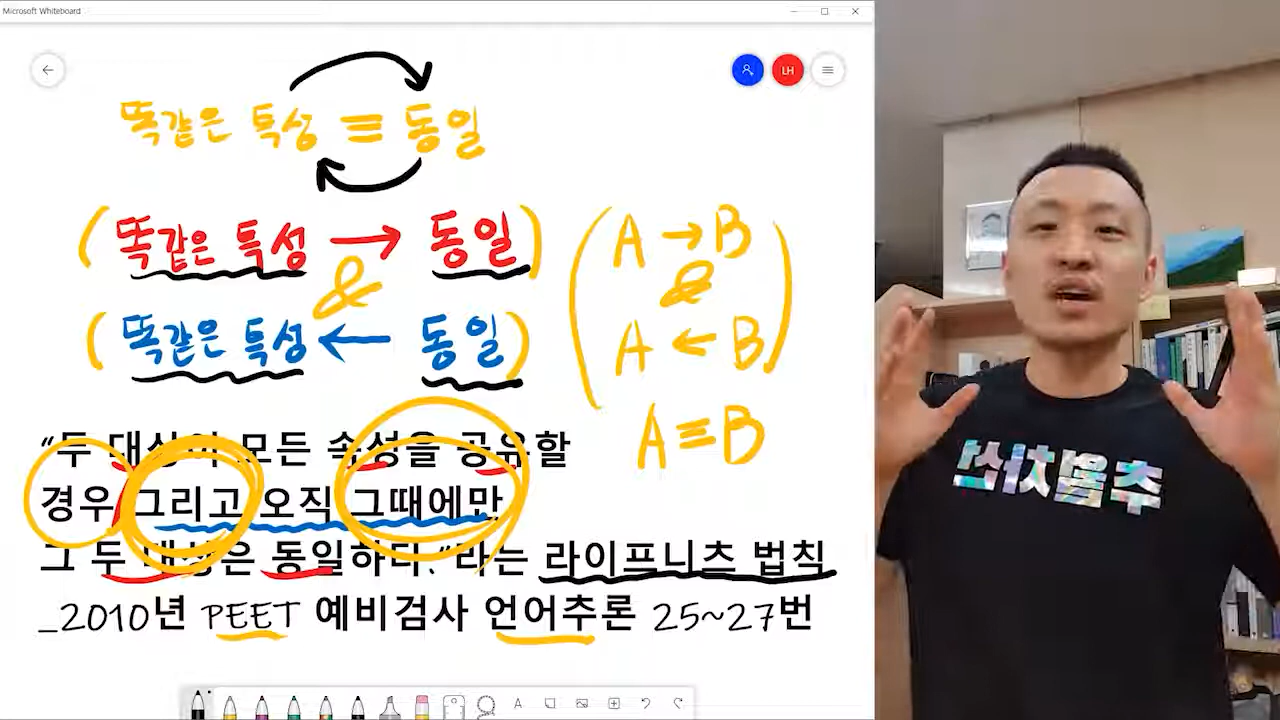 Microsoft Whiteboard
LH
똑같은 특성 ≡ 동일
(똑같은 특성 → 동일)
&
(똑같은 특성 ← 동일)
(A → B
&
A ← B)
A ≡ B
“두 대상이 모든 속성을 공유할
경우 그리고 오직 그때에만
그 두 대상은 동일하다.“라는 라이프니츠 법칙
_2010년 PEET 예비검사 언어추론 25~27번
A